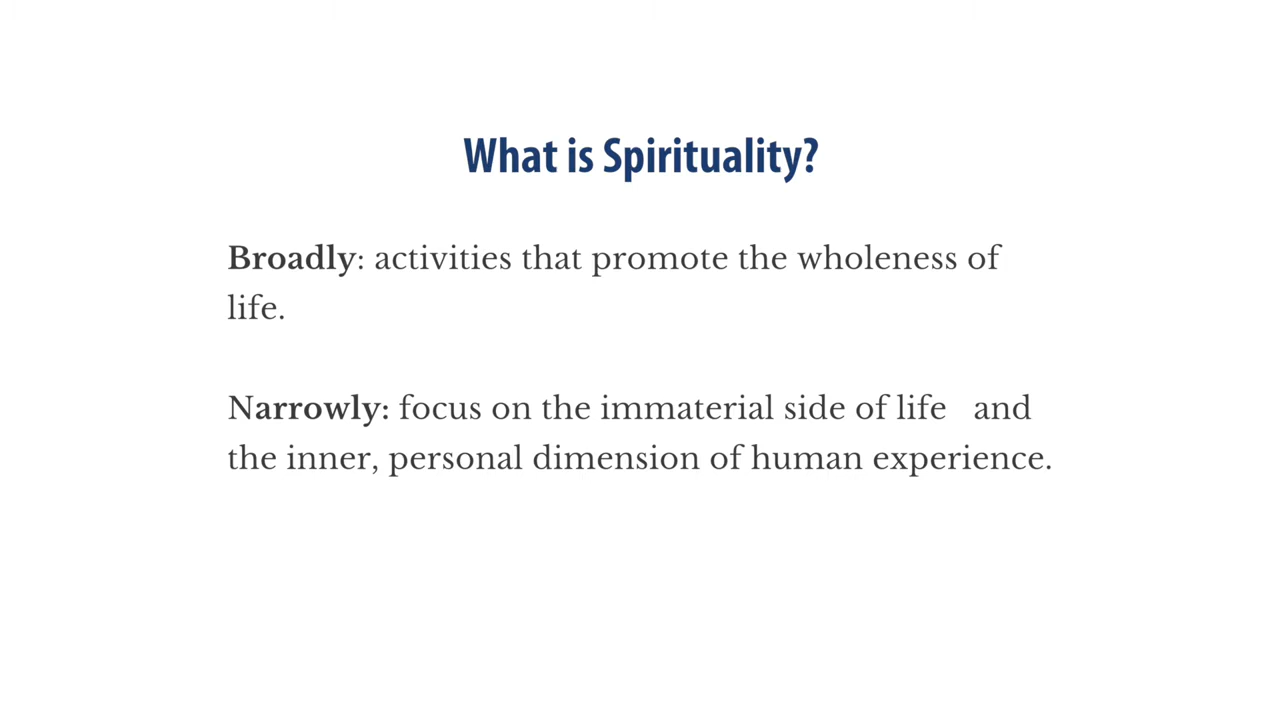 What is Spirituality?
Broadly: activities that promote the wholeness of
life.
Narrowly: focus on the immaterial side of life   and
the inner, personal dimension of human experience.